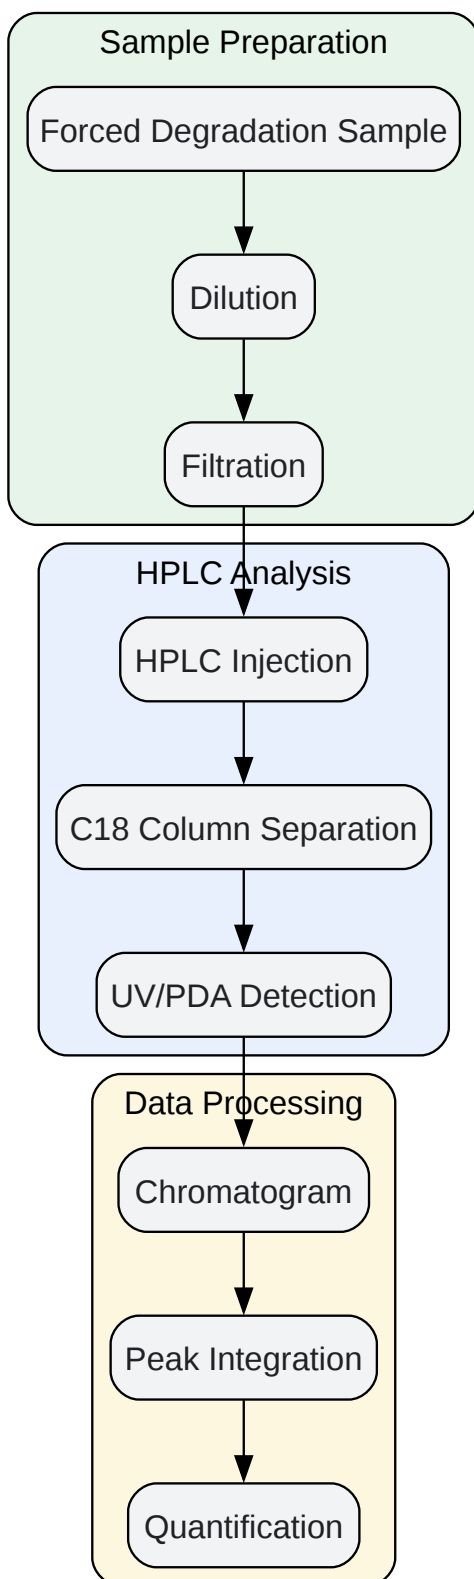 Sample Preparation
Forced Degradation Sample
Dilution
Filtration
HPLC Analysis
HPLC Injection
C18 Column Separation
UV/PDA Detection
Data Processing
Chromatogram
Peak Integration
Quantification